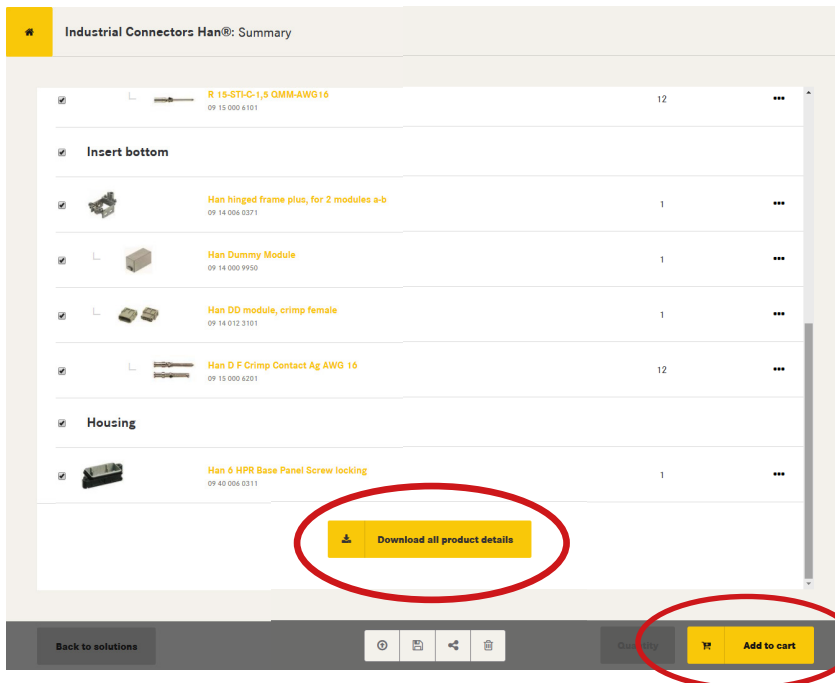 Industrial Connectors Han®: Summary
R 15-STI-C-1,5 QMM-AWG16
09 15 000 6101
12
Insert bottom
Han hinged frame plus, for 2 modules a-b
09 14 006 0371
1
Han Dummy Module
09 14 000 9950
1
Han DD module, crimp female
09 14 012 3101
1
Han D F Crimp Contact Ag AWG 16
09 15 000 6201
12
Housing
Han 6 HPR Base Panel Screw locking
09 40 006 0311
1
Download all product details
Back to solutions
Quantity
Add to cart